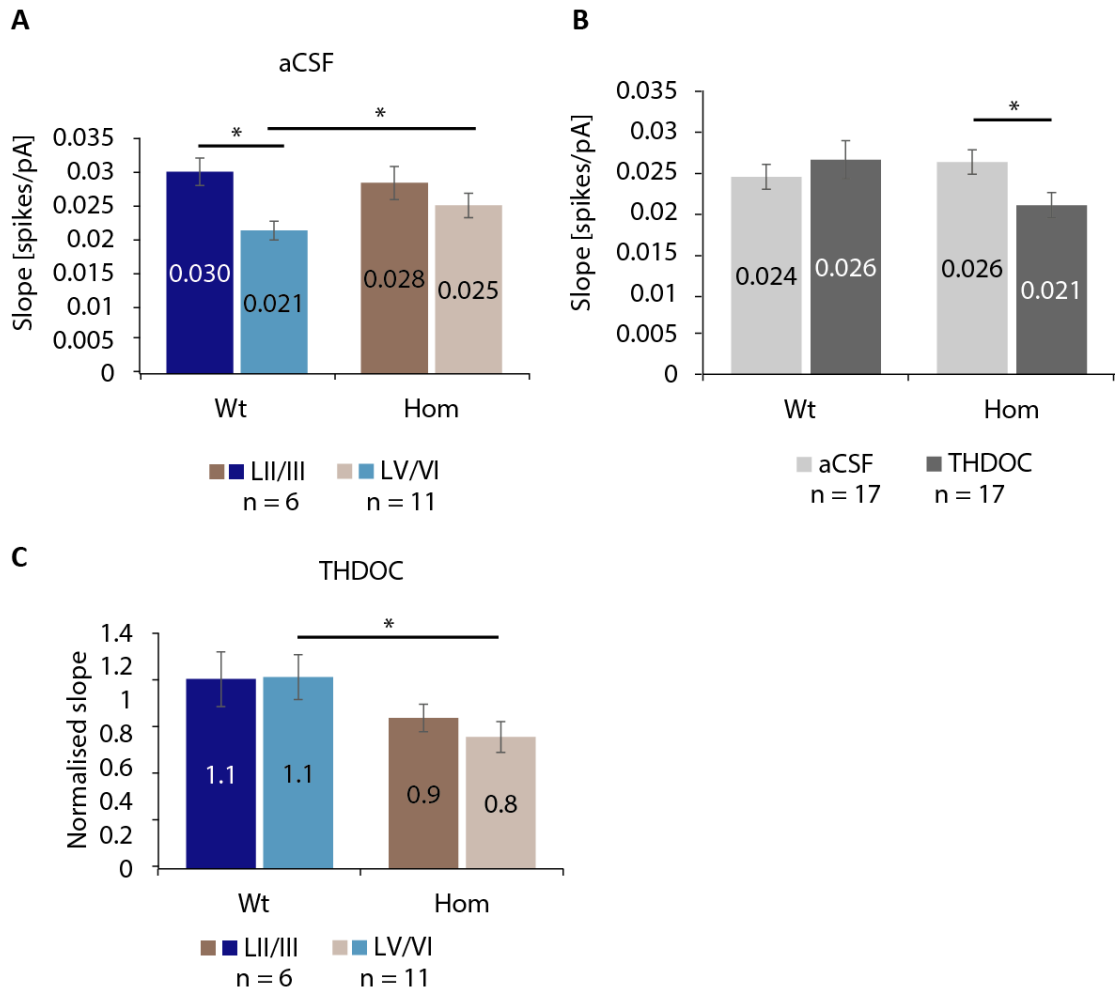 A
aCSF
Slope [spikes/pA]
0.035
0.03
0.025
0.02
0.015
0.01
0.005
0
*
*
0.030
0.021
0.028
0.025
Wt
Hom
LII/III
n = 6
LV/VI
n = 11
B
Slope [spikes/pA]
0.035
0.03
0.025
0.02
0.015
0.01
0.005
0
*
0.024
0.026
0.026
0.021
Wt
Hom
aCSF
n = 17
THDOC
n = 17
C
THDOC
Normalised slope
1.4
1.2
1
0.8
0.6
0.4
0.2
0
*
1.1
1.1
0.9
0.8
Wt
Hom
LII/III
n = 6
LV/VI
n = 11